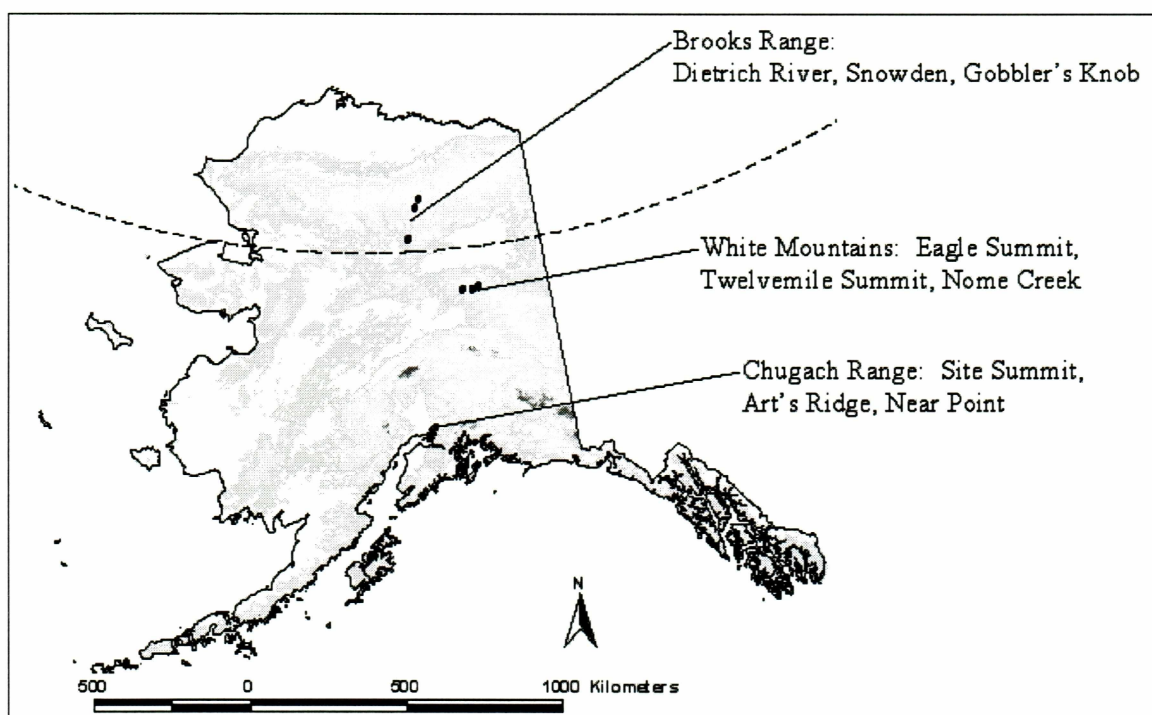 Brooks Range:
Dietrich River, Snowden, Gobbler's Knob
White Mountains: Eagle Summit,
Twelvemile Summit, Nome Creek
Chugach Range: Site Summit,
Art's Ridge, Near Point
N
500 0 500 1000 Kilometers